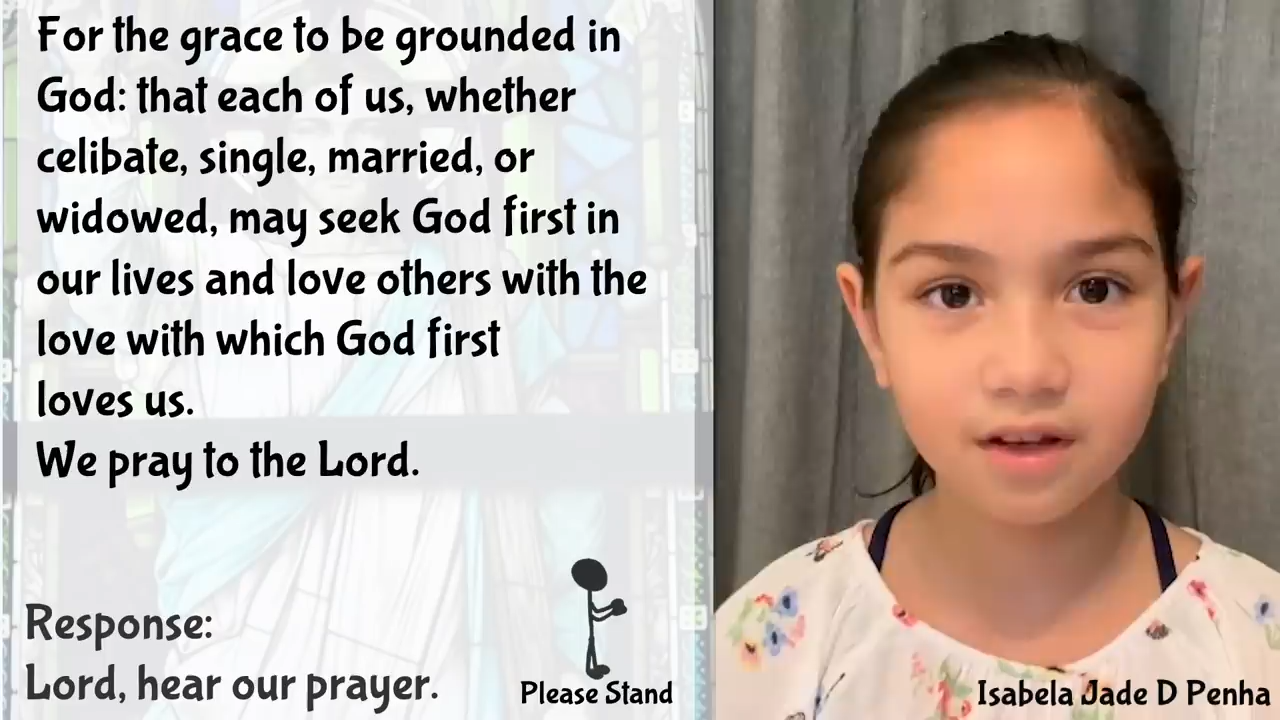 For the grace to be grounded in
God: that each of us, whether
celibate, single, married, or
widowed, may seek God first in
our lives and love others with the
love with which God first
loves us.
We pray to the Lord.
Response:
Lord, hear our prayer.
Please Stand
Isabela Jade D Penha